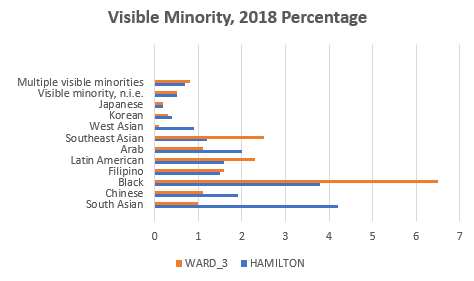 Visible Minority, 2018 Percentage
Multiple visible minorities
Visible minority, n.i.e.
Japanese
Korean
West Asian
Southeast Asian
Arab
Latin American
Filipino
Black
Chinese
South Asian
0 1 2 3 4 5 6 7
WARD_3 HAMILTON